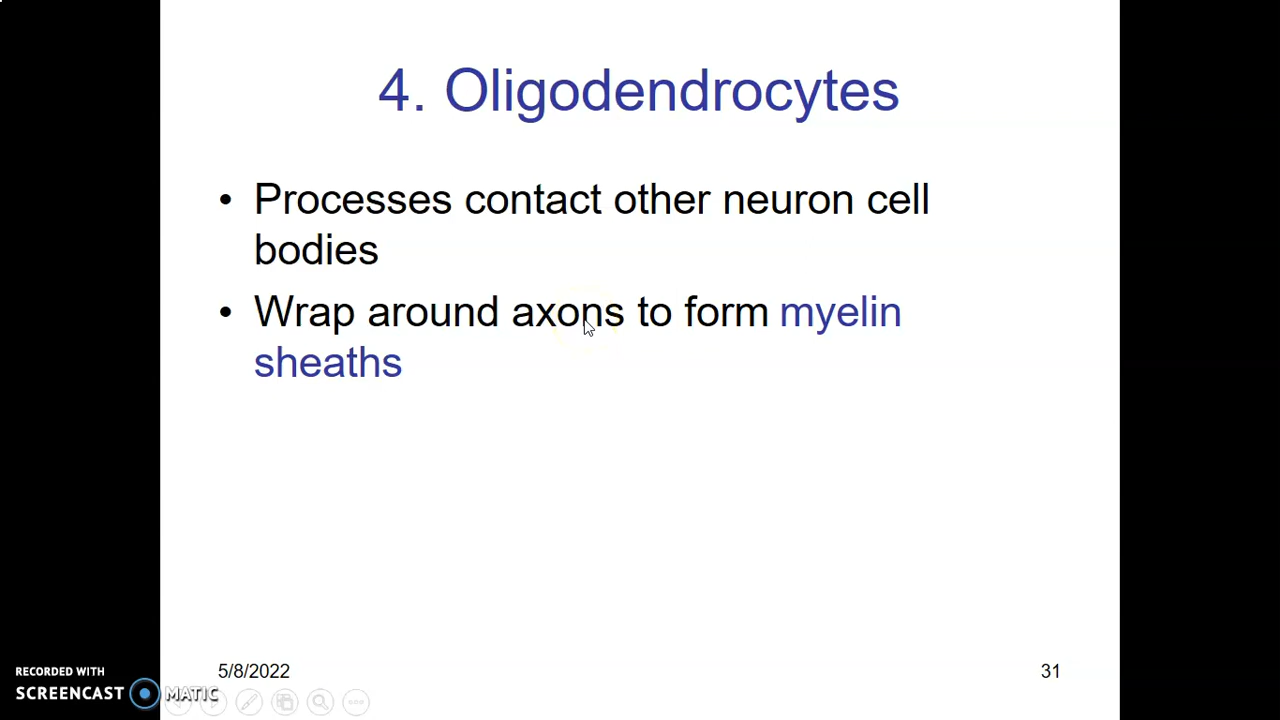 4. Oligodendrocytes
• Processes contact other neuron cell
bodies
• Wrap around axons to form myelin
sheaths
5/8/2022
31
RECORDED WITH
SCREENCAST MATIC